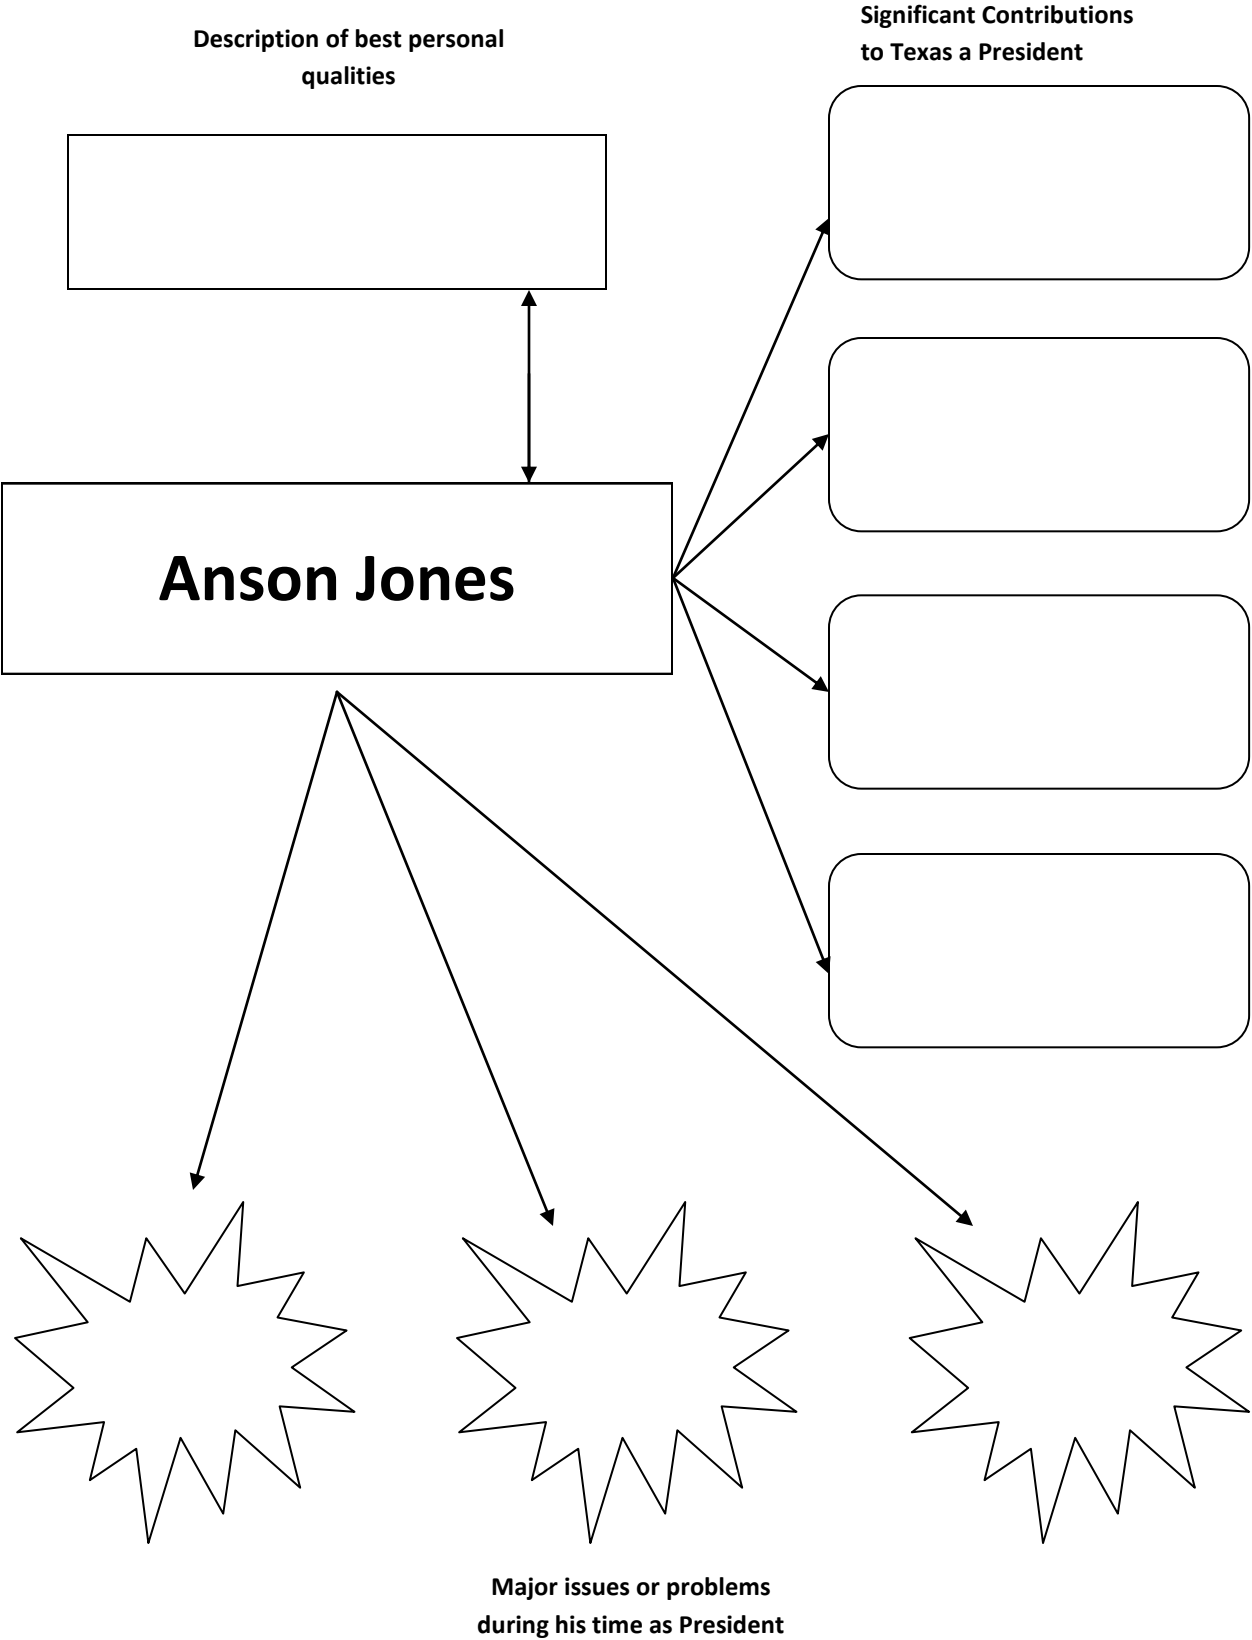 Description of best personal
qualities
Significant Contributions
to Texas a President
Anson Jones
Major issues or problems
during his time as President